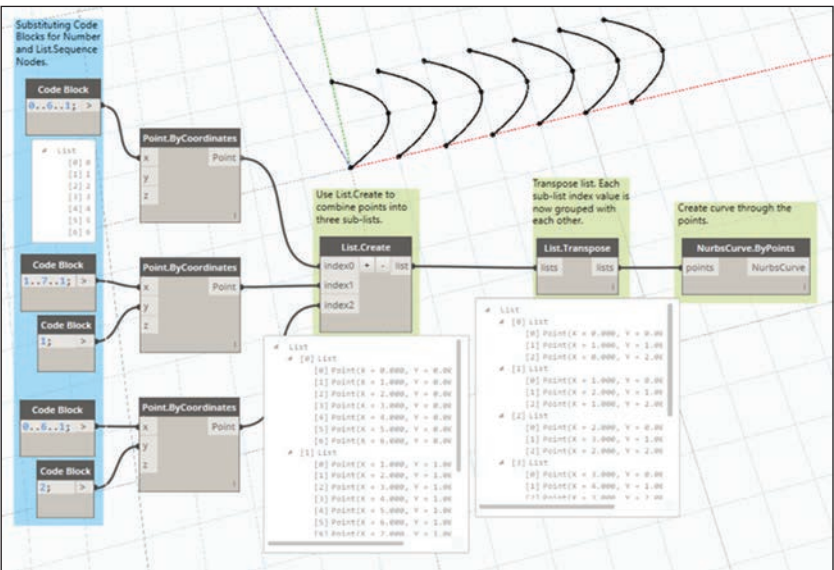 Substituting Code
Blocks for Number
and List.Sequence
Nodes.
Code Block
0..6..1; >
List
[0] 0
[1] 1
[2] 2
[3] 3
[4] 4
[5] 5
[6] 6
Point.ByCoordinates
x Point
y
z
Code Block
1..7..1; >
Code Block
1; >
Point.ByCoordinates
x Point
y
z
Code Block
0..6..1; >
Code Block
2; >
Point.ByCoordinates
x Point
y
z
Use List.Create to
combine points into
three sub-lists.
List.Create
index0 + - list
index1
index2
List
[0] List
[0] Point(X = 0.000, Y = 0.00
[1] Point(X = 1.000, Y = 0.00
[2] Point(X = 2.000, Y = 0.00
[3] Point(X = 3.000, Y = 0.00
[4] Point(X = 4.000, Y = 0.00
[5] Point(X = 5.000, Y = 0.00
[6] Point(X = 6.000, Y = 0.00
[1] List
[0] Point(X = 1.000, Y = 1.00
[1] Point(X = 2.000, Y = 1.00
[2] Point(X = 3.000, Y = 1.00
[3] Point(X = 4.000, Y = 1.00
[4] Point(X = 5.000, Y = 1.00
[5] Point(X = 6.000, Y = 1.00
[6] Point(X = 7.000, Y = 1.00
Transpose list. Each
sub-list index value is
now grouped with
each other.
List.Transpose
lists lists
List
[0] List
[0] Point(X = 0.000, Y = 0.00
[1] Point(X = 1.000, Y = 1.00
[2] Point(X = 0.000, Y = 2.00
[1] List
[0] Point(X = 1.000, Y = 0.00
[1] Point(X = 2.000, Y = 1.00
[2] Point(X = 1.000, Y = 2.00
[2] List
[0] Point(X = 2.000, Y = 0.00
[1] Point(X = 3.000, Y = 1.00
[2] Point(X = 2.000, Y = 2.00
[3] List
[0] Point(X = 3.000, Y = 0.00
[1] Point(X = 4.000, Y = 1.00
[2] Point(X = 3.000, Y = 2.00
Create curve through the
points.
NurbsCurve.ByPoints
points NurbsCurve